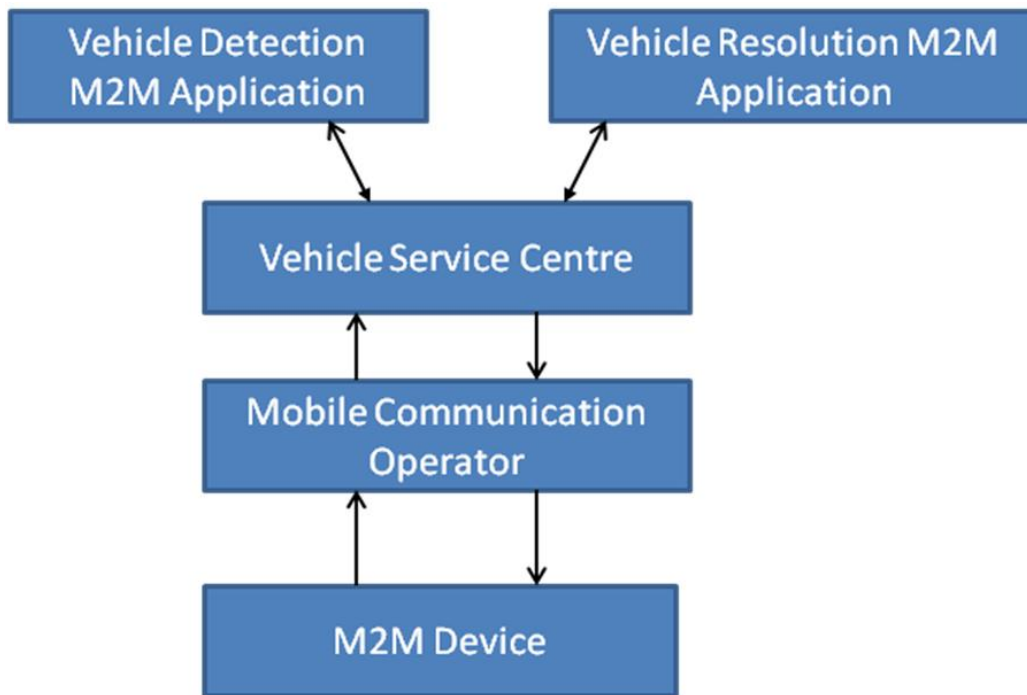 Vehicle Detection
M2M Application
Vehicle Resolution M2M
Application
Vehicle Service Centre
Mobile Communication
Operator
M2M Device